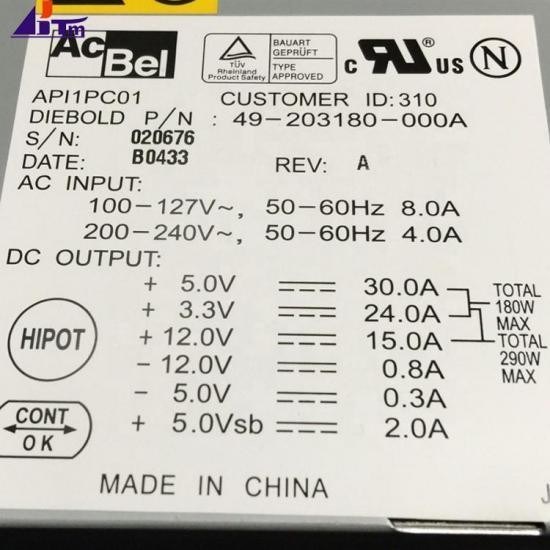 BTm
AcBel
TÜV
Rheinland
Product Safety
BAUART
GEPRÜFT
TYPE
APPROVED
c RU US
N
API1PC01 CUSTOMER ID:310
DIEBOLD P/N : 49-203180-000A
S/N: 020676
DATE: B0433 REV: A
AC INPUT:
100-127V~, 50-60Hz 8.0A
200-240V~, 50-60Hz 4.0A
DC OUTPUT:
+ 5.0V 30.0A
+ 3.3V 24.0A
+ 12.0V 15.0A
- 12.0V 0.8A
- 5.0V 0.3A
+ 5.0Vsb 2.0A
TOTAL
180W
MAX
TOTAL
290W
MAX
HIPOT
CONT
OK
MADE IN CHINA
J